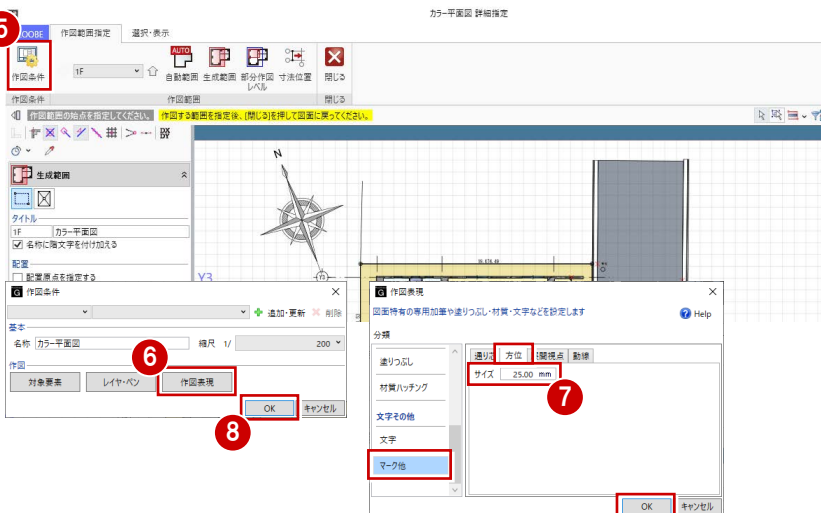 カラー平面図 詳細指定
5
OOBE 作図範囲指定 選択・表示
AUTO
作図条件 1F 自動範囲 生成範囲 部分作図レベル 寸法位置 閉じる
作図条件 作図範囲 閉じる
作図範囲の始点を指定してください。 作図する範囲を指定後、[閉じる]を押して図面に戻ってください。
生成範囲
タイトル
1F カラー平面図
名称に階文字を付け加える
配置
配置原点を指定する
N
Y3
Y3
G 作図条件
追加・更新 削除
基本
名称 カラー平面図 縮尺 1/ 200
6
作図
対象要素 レイヤ・ペン 作図表現
OK キャンセル
8
G 作図表現
図面特有の専用加筆や塗りつぶし・材質・文字などを設定します Help
分類
塗りつぶし
材質ハッチング
文字その他
文字
マーク他
方位 動線
サイズ 25.00 mm
7
OK キャンセル